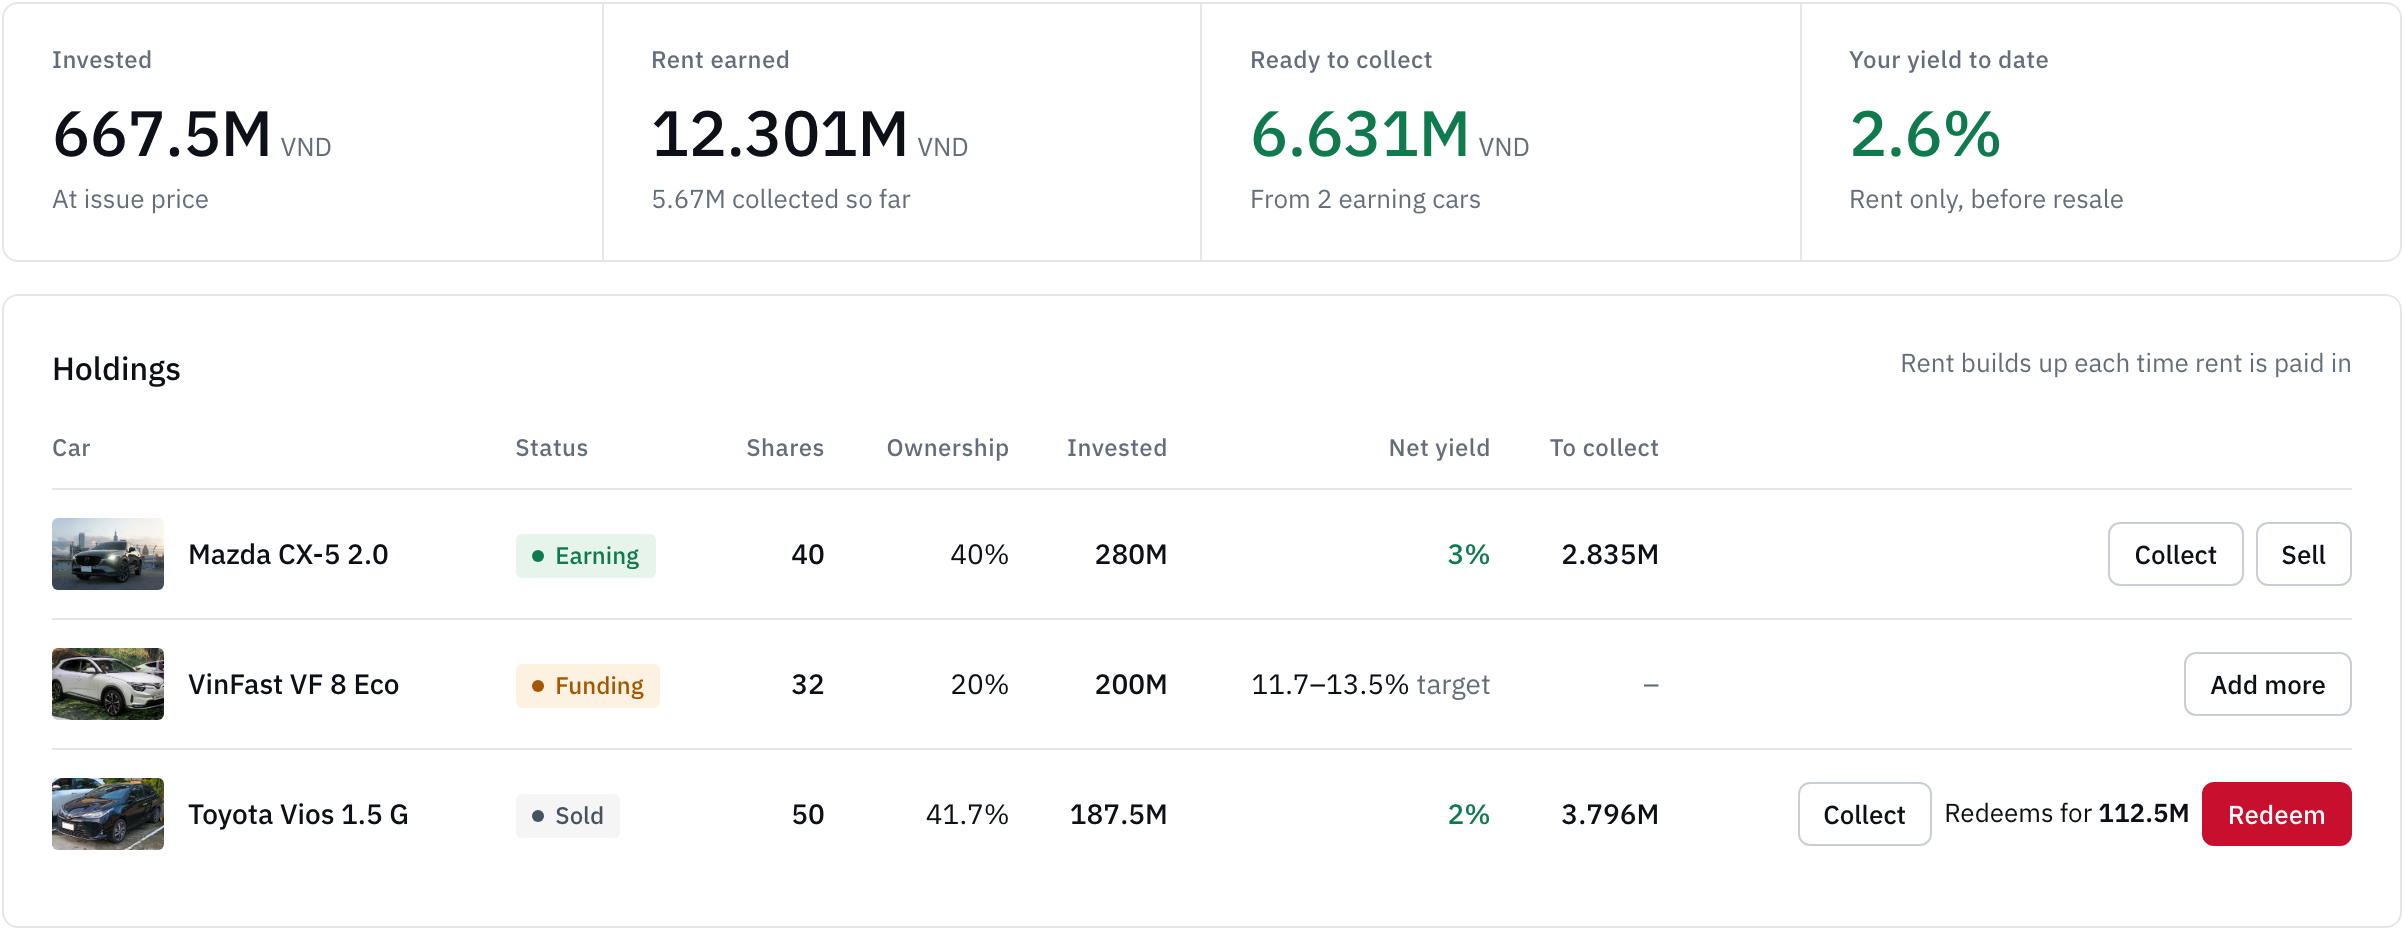 Invested
667.5M VND
At issue price
Rent earned
12.301M VND
5.67M collected so far
Ready to collect
6.631M VND
From 2 earning cars
Your yield to date
2.6%
Rent only, before resale
Holdings
Rent builds up each time rent is paid in
Car Status Shares Ownership Invested Net yield To collect
Mazda CX-5 2.0 Earning 40 40% 280M 3% 2.835M Collect Sell
VinFast VF 8 Eco Funding 32 20% 200M 11.7–13.5% target – Add more
Toyota Vios 1.5 G Sold 50 41.7% 187.5M 2% 3.796M Collect Redeems for 112.5M Redeem